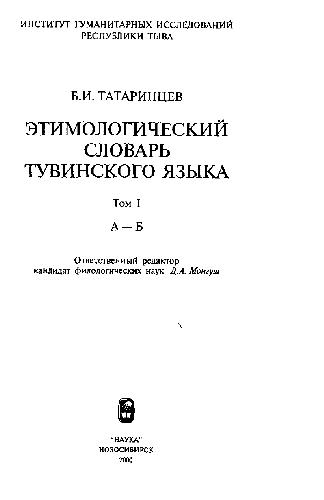 ИНСТИТУТ ГУМАНИТАРНЫХ ИССЛЕДОВАНИЙ
РЕСПУБЛИКИ ТЫВА
Б.И. ТАТАРИНЦЕВ
ЭТИМОЛОГИЧЕСКИЙ
СЛОВАРЬ
ТУВИНСКОГО ЯЗЫКА
Том I
А — Б
Ответственный редактор
кандидат филологических наук Д.А. Монгуш
"НАУКА"
НОВОСИБИРСК
2000